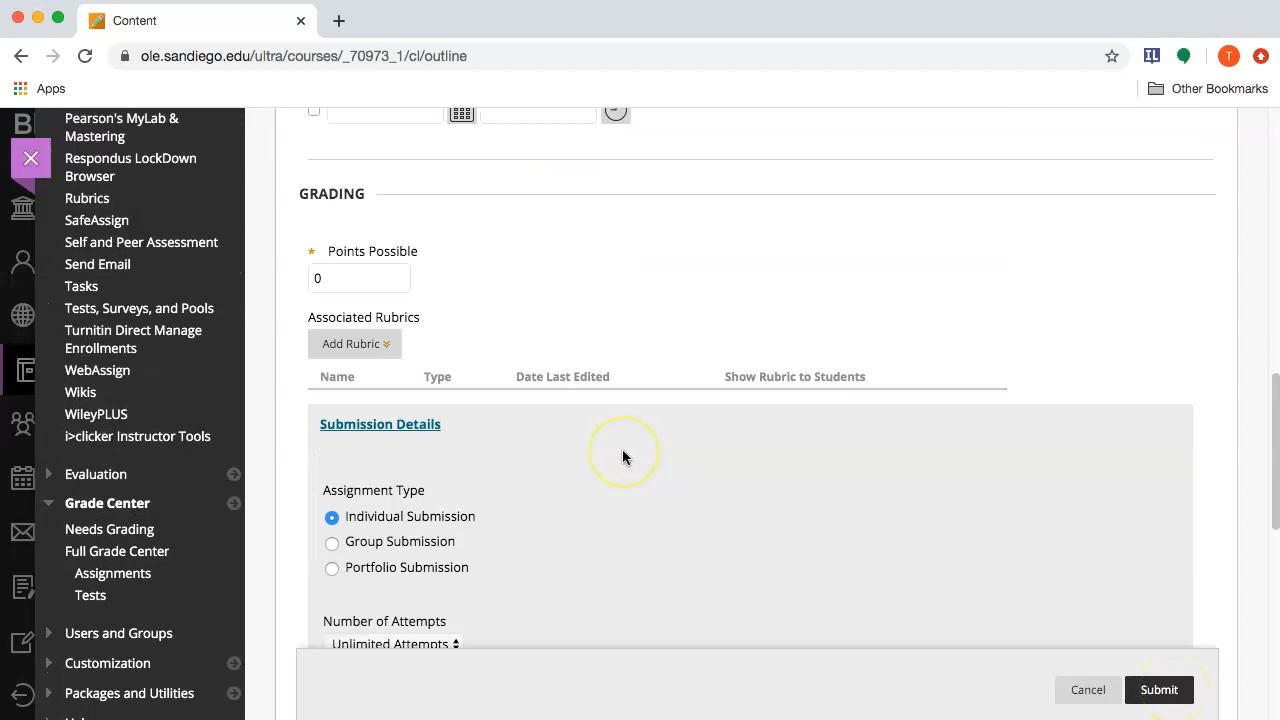 Content
ole.sandiego.edu/ultra/courses/_70973_1/cl/outline
IL
T
Apps
Other Bookmarks
B
Pearson's MyLab &
Mastering
Respondus LockDown
Browser
Rubrics
SafeAssign
Self and Peer Assessment
Send Email
Tasks
Tests, Surveys, and Pools
Turnitin Direct Manage
Enrollments
WebAssign
Wikis
WileyPLUS
i>clicker Instructor Tools
Evaluation
Grade Center
Needs Grading
Full Grade Center
Assignments
Tests
Users and Groups
Customization
Packages and Utilities
GRADING
* Points Possible
0
Associated Rubrics
Add Rubric
Name Type Date Last Edited Show Rubric to Students
Submission Details
Assignment Type
Individual Submission
Group Submission
Portfolio Submission
Number of Attempts
Unlimited Attempts
Cancel Submit